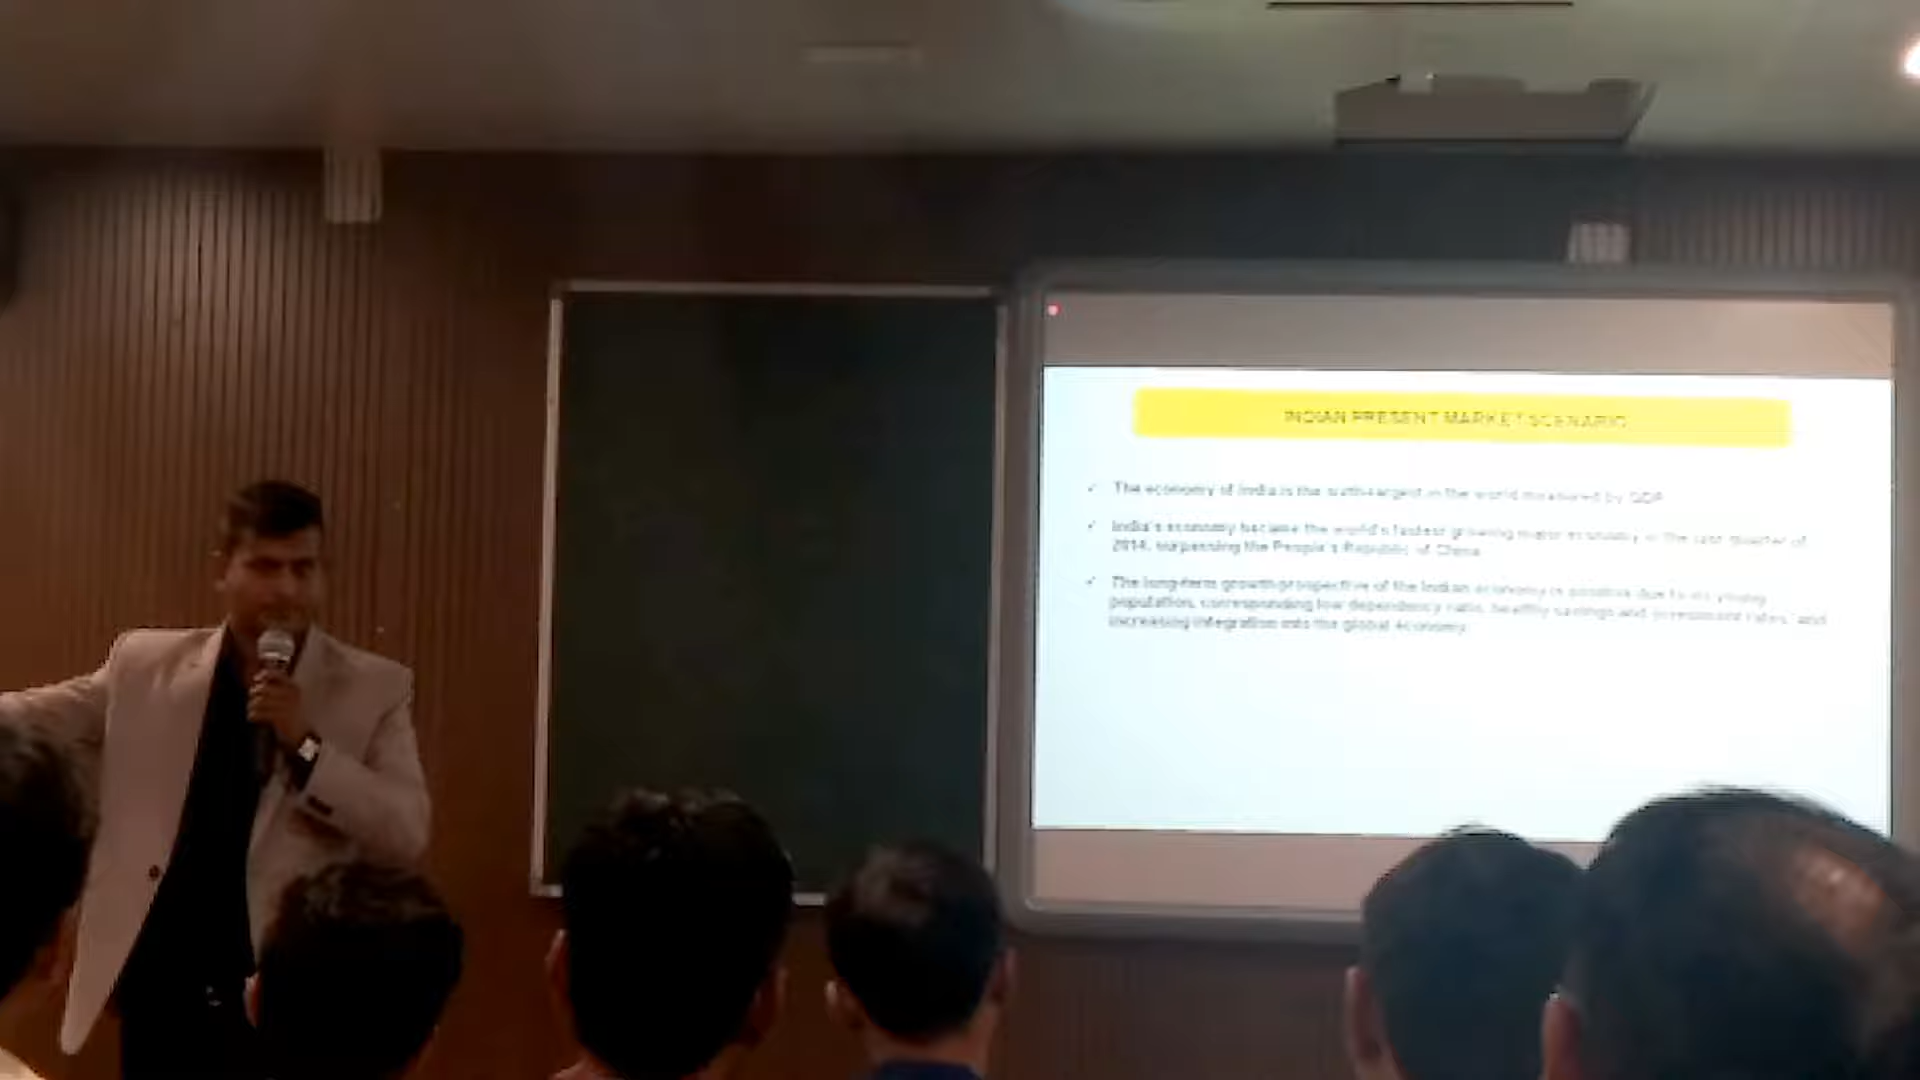 INDIAN PRESENT MARKET SCENARIO
✓ The economy of India is the sixth-largest in the world measured by GDP
✓ India's economy became the world's fastest growing major economy in the last quarter of
2014, surpassing the People's Republic of China
✓ The long-term growth prospective of the Indian economy is positive due to its young
population, corresponding low dependency ratio, healthy savings and investment rates, and
increasing integration into the global economy